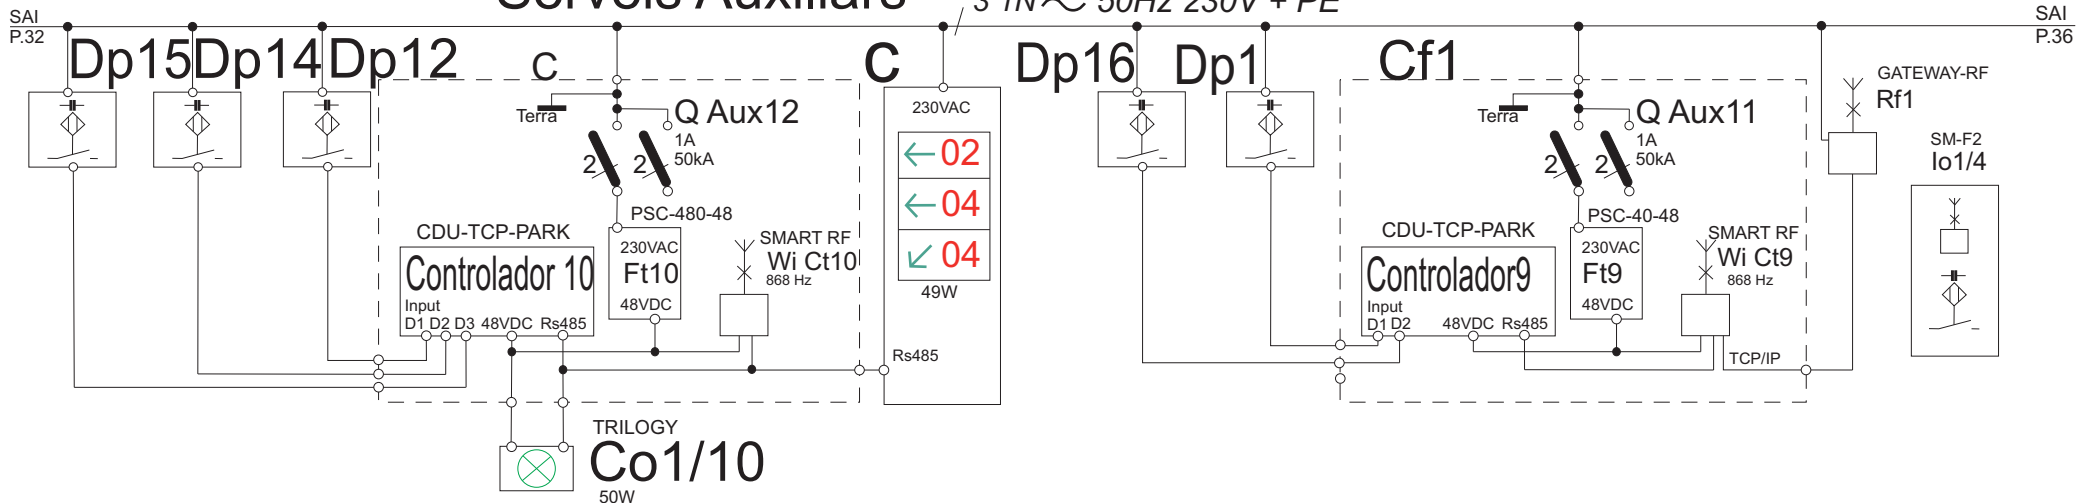 Serveis Auxiliars
3 1N 50Hz 230V + PE
SAI
P.32
SAI
P.36
Dp15
Dp14
Dp12
C
C
Dp16
Dp1
Cf1
Terra
Q Aux12
1A
50kA
2
2
PSC-480-48
230VAC
Ft10
48VDC
CDU-TCP-PARK
Controlador 10
Input
D1 D2 D3 48VDC Rs485
SMART RF
Wi Ct10
868 Hz
230VAC
←02
←04
↙04
49W
Rs485
TRILOGY
Co1/10
50W
Terra
Q Aux11
1A
50kA
2
2
PSC-40-48
230VAC
Ft9
48VDC
CDU-TCP-PARK
Controlador9
Input
D1 D2 48VDC Rs485
SMART RF
Wi Ct9
868 Hz
TCP/IP
GATEWAY-RF
Rf1
SM-F2
Io1/4